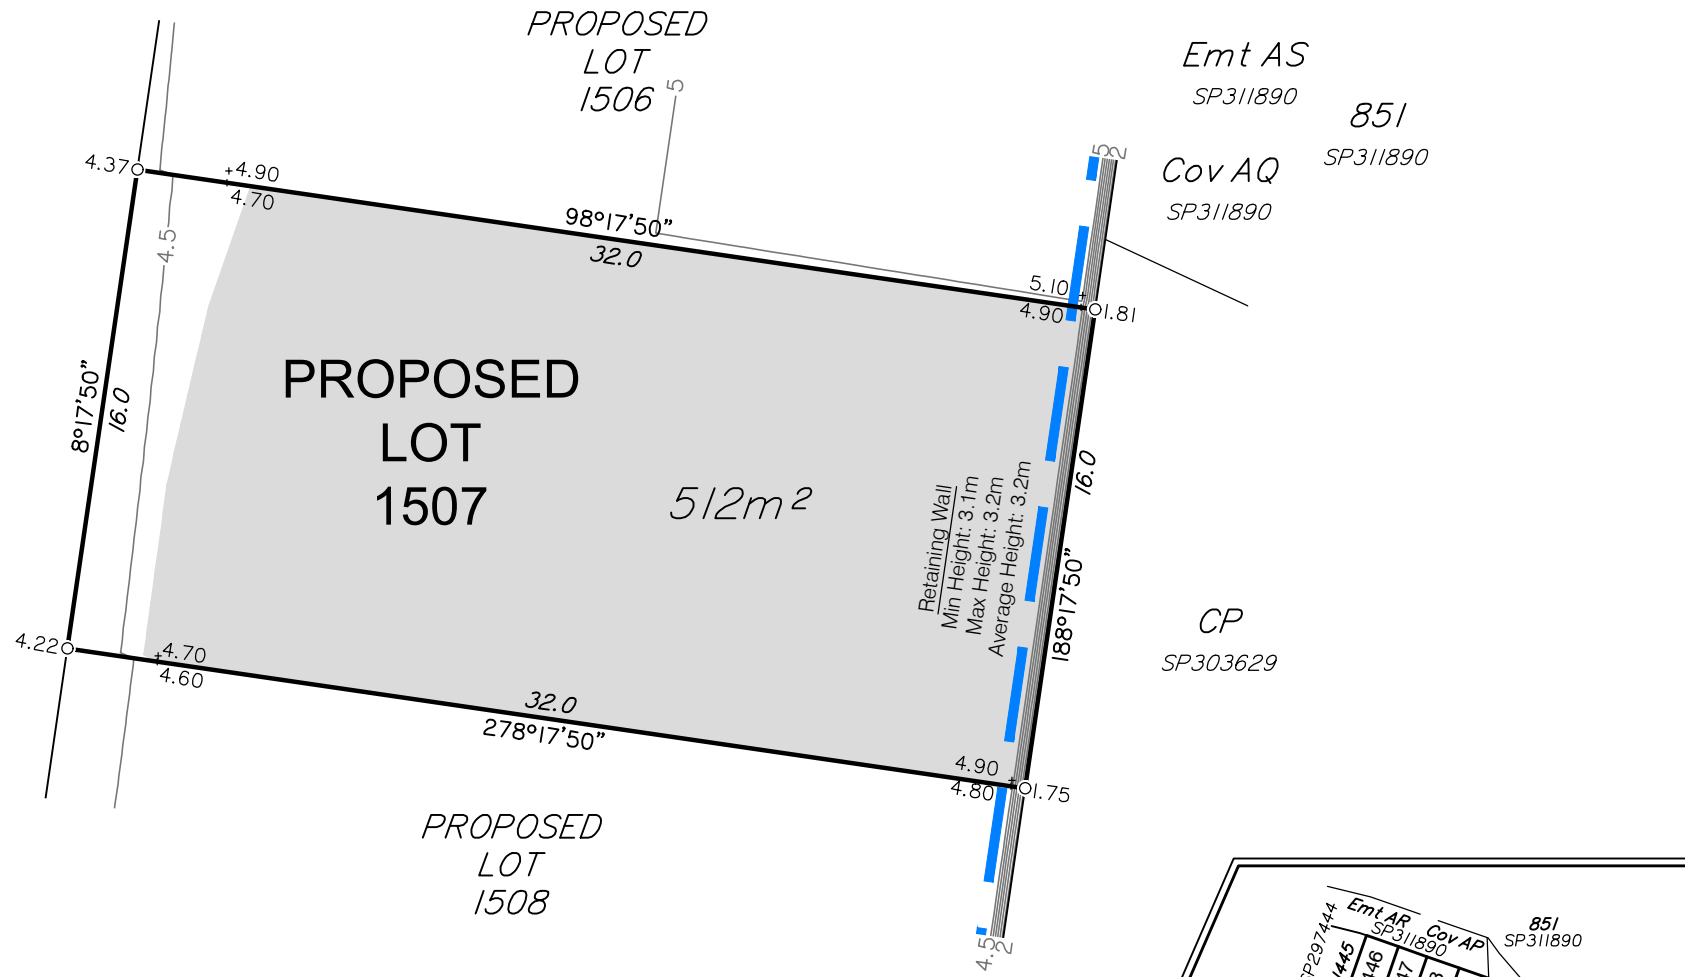 PROPOSED
LOT
1506
5
Emt AS
SP311890
851
SP311890
Cov AQ
SP311890
5
2
4.37
4.90
4.70
4.5
98°17'50"
32.0
5.10
4.90
1.81
8°17'50"
16.0
PROPOSED
LOT
1507
512m²
Retaining Wall
Min Height: 3.1m
Max Height: 3.2m
Average Height: 3.2m
16.0
188°17'50"
CP
SP303629
4.22
4.70
4.60
32.0
278°17'50"
4.90
4.80
1.75
PROPOSED
LOT
1508
4.5
2
Emt AR
SP311890
Cov AP
851
SP311890
SP297444
1445